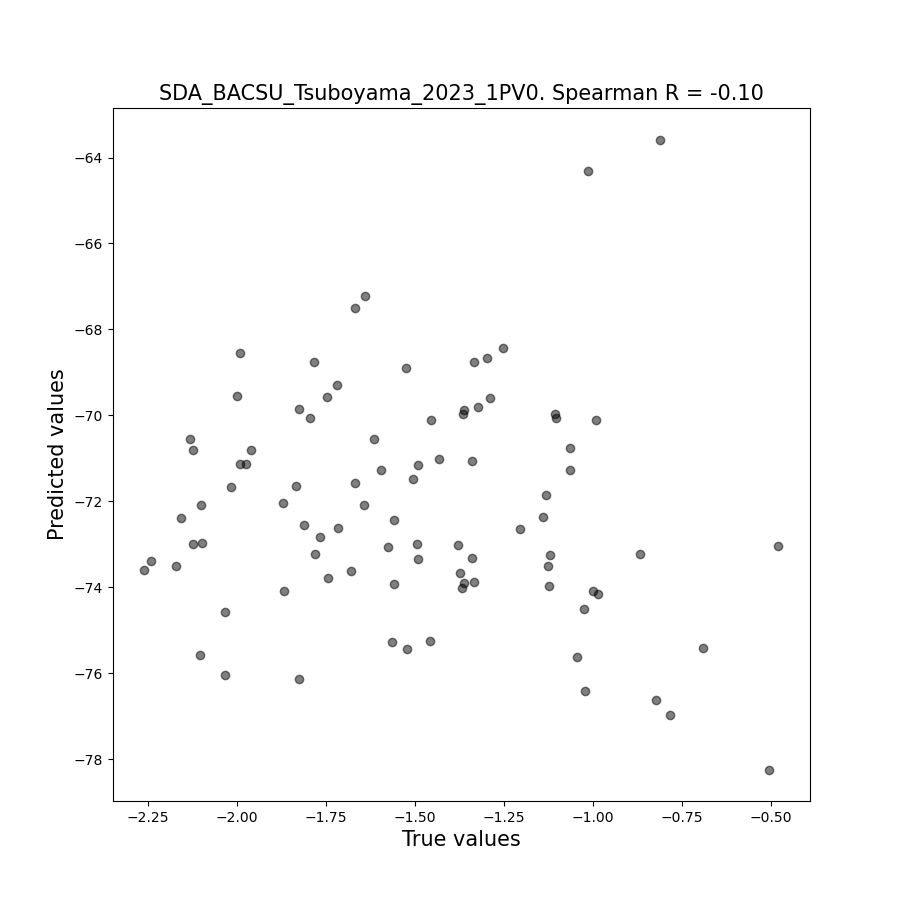 SDA_BACSU_Tsuboyama_2023_1PV0. Spearman R = -0.10
−64
−66
−68
−70
−72
−74
−76
−78
Predicted values
−2.25 −2.00 −1.75 −1.50 −1.25 −1.00 −0.75 −0.50
True values